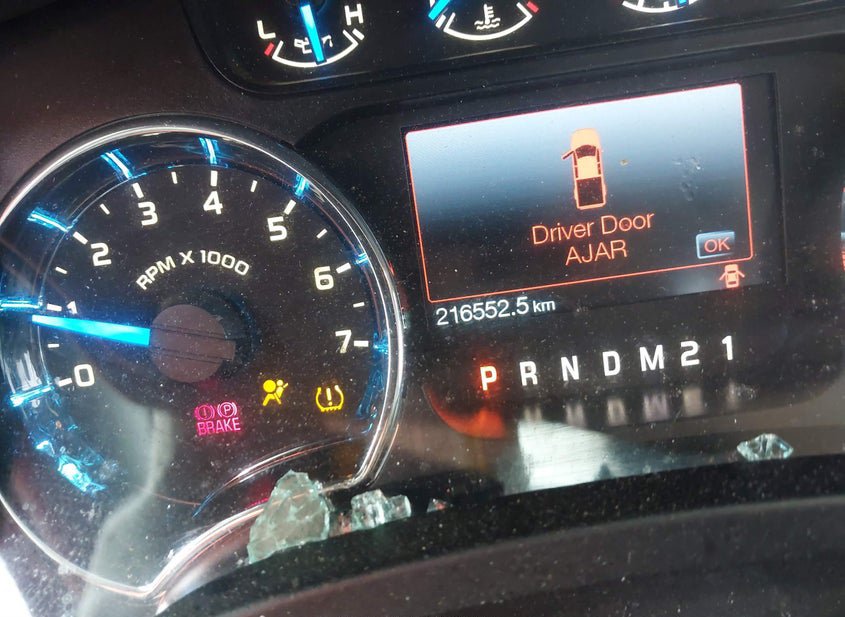 L H
0 1 2 3 4 5 6 7
RPM X 1000
P
BRAKE
Driver Door
AJAR
OK
216552.5 km
P R N D M 2 1